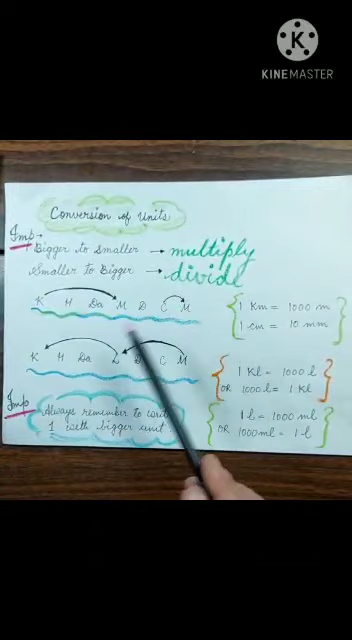 K
KINEMASTER
Conversion of Units
Imp→
Bigger to Smaller → multiply
Smaller to Bigger → divide
K H Da M D C M
1 Km = 1000 m
1 cm = 10 mm
K H Da L D C M
1 Kl = 1000 l
OR 1000 l = 1 Kl
Imp
Always remember to write
1 with bigger unit
1 l = 1000 ml
OR 1000 ml = 1 l